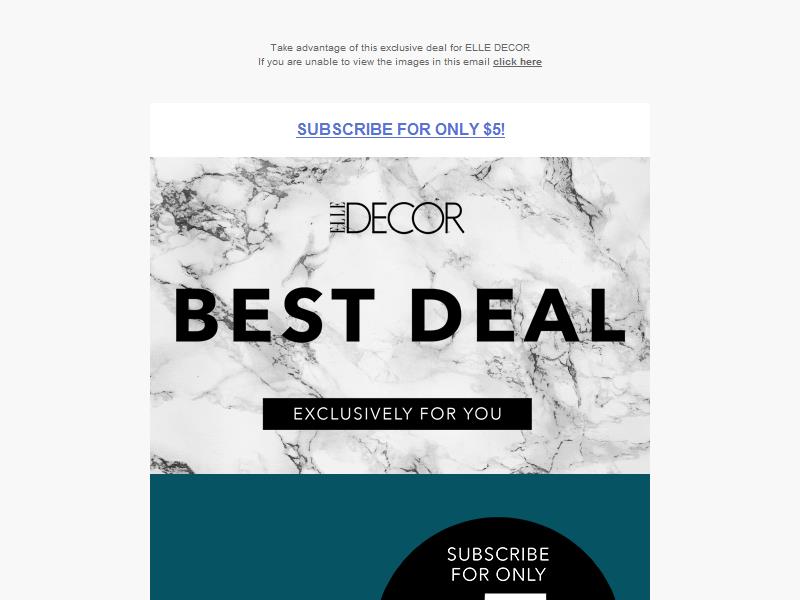 Take advantage of this exclusive deal for ELLE DECOR
If you are unable to view the images in this email click here
SUBSCRIBE FOR ONLY $5!
ELLE DECOR
BEST DEAL
EXCLUSIVELY FOR YOU
SUBSCRIBE
FOR ONLY